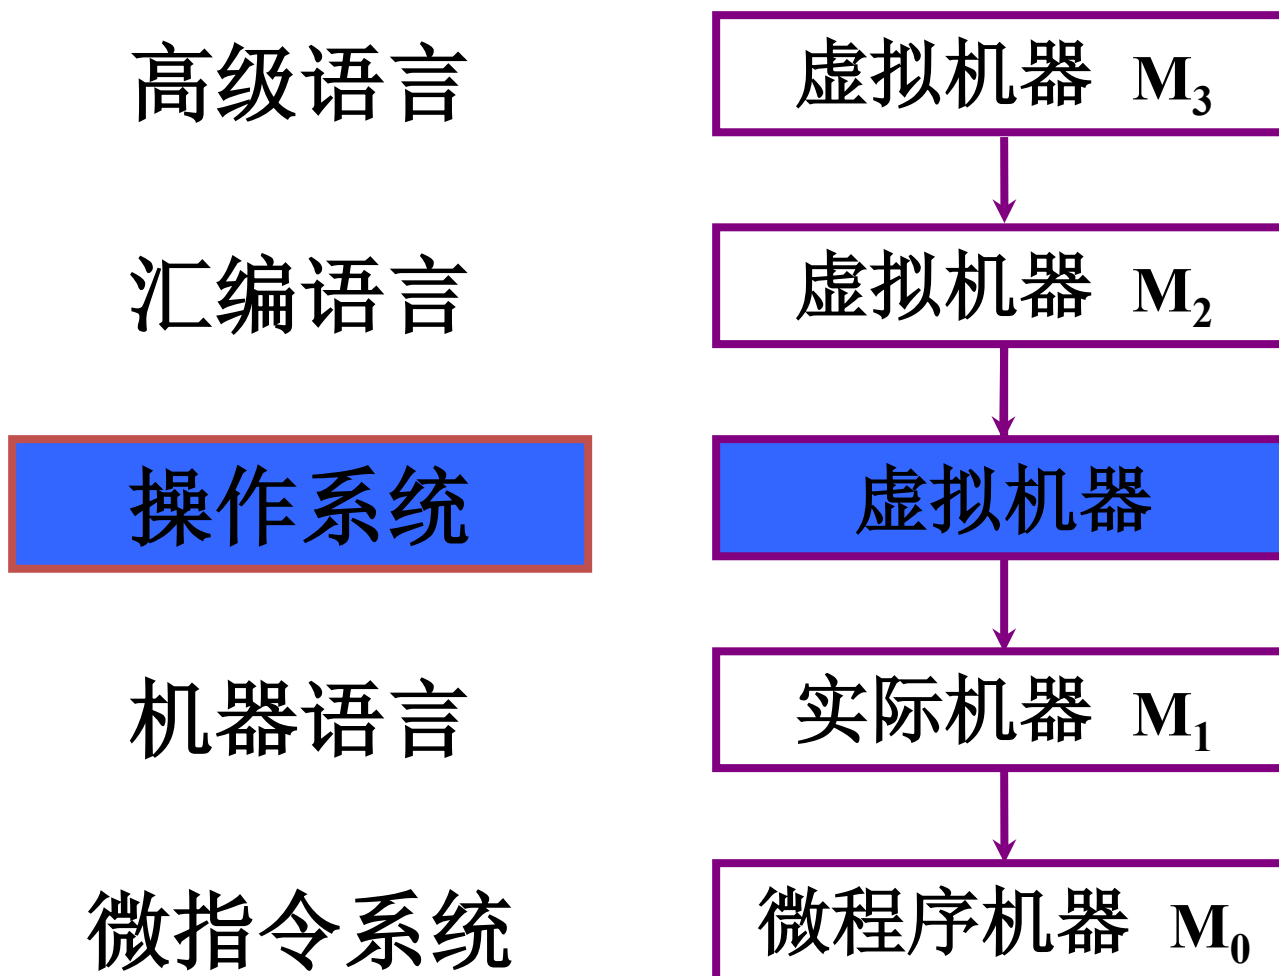 高级语言
虚拟机器 M₃
汇编语言
虚拟机器 M₂
操作系统
虚拟机器
机器语言
实际机器 M₁
微指令系统
微程序机器 M₀